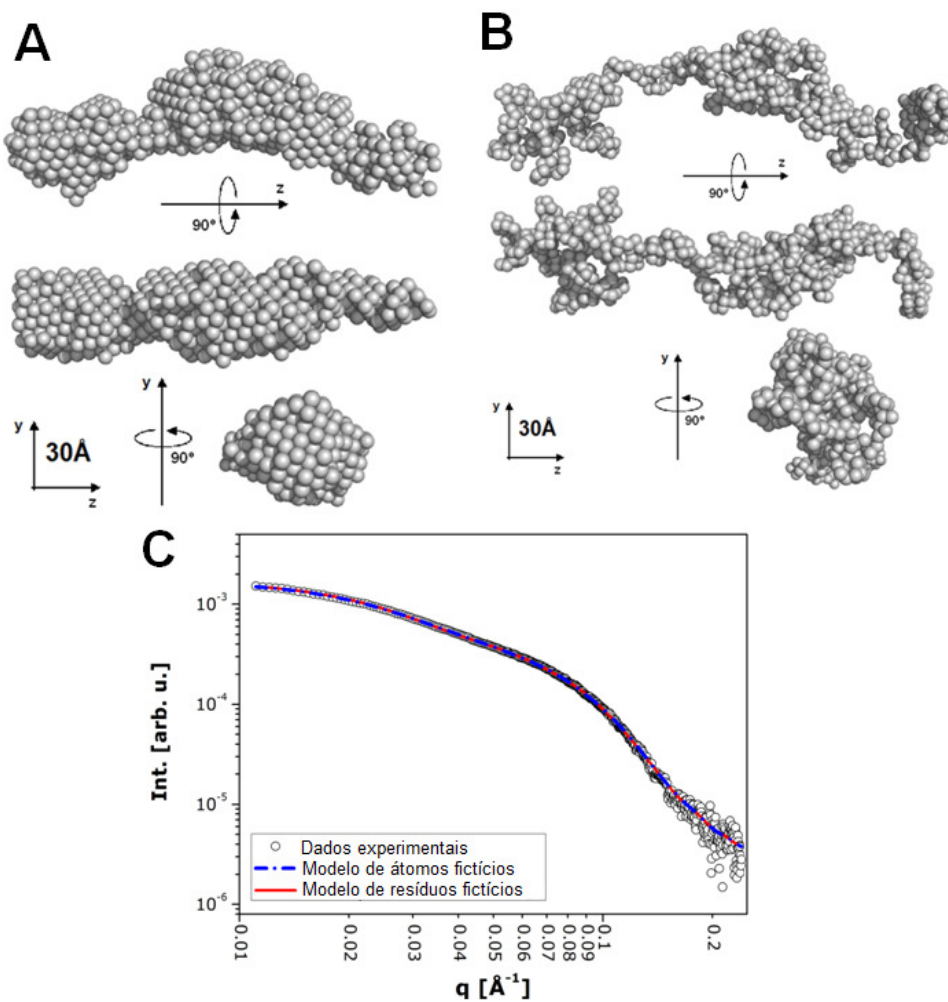 A
z
90°
y
90°
y
30Å
z
B
z
90°
y
90°
y
30Å
z
C
Int. [arb. u.]
10⁻³
10⁻⁴
10⁻⁵
10⁻⁶
Dados experimentais
Modelo de átomos fictícios
Modelo de resíduos fictícios
0.01
0.02
0.03
0.04
0.05
0.06
0.07
0.08
0.09
0.1
0.2
q [Å⁻¹]